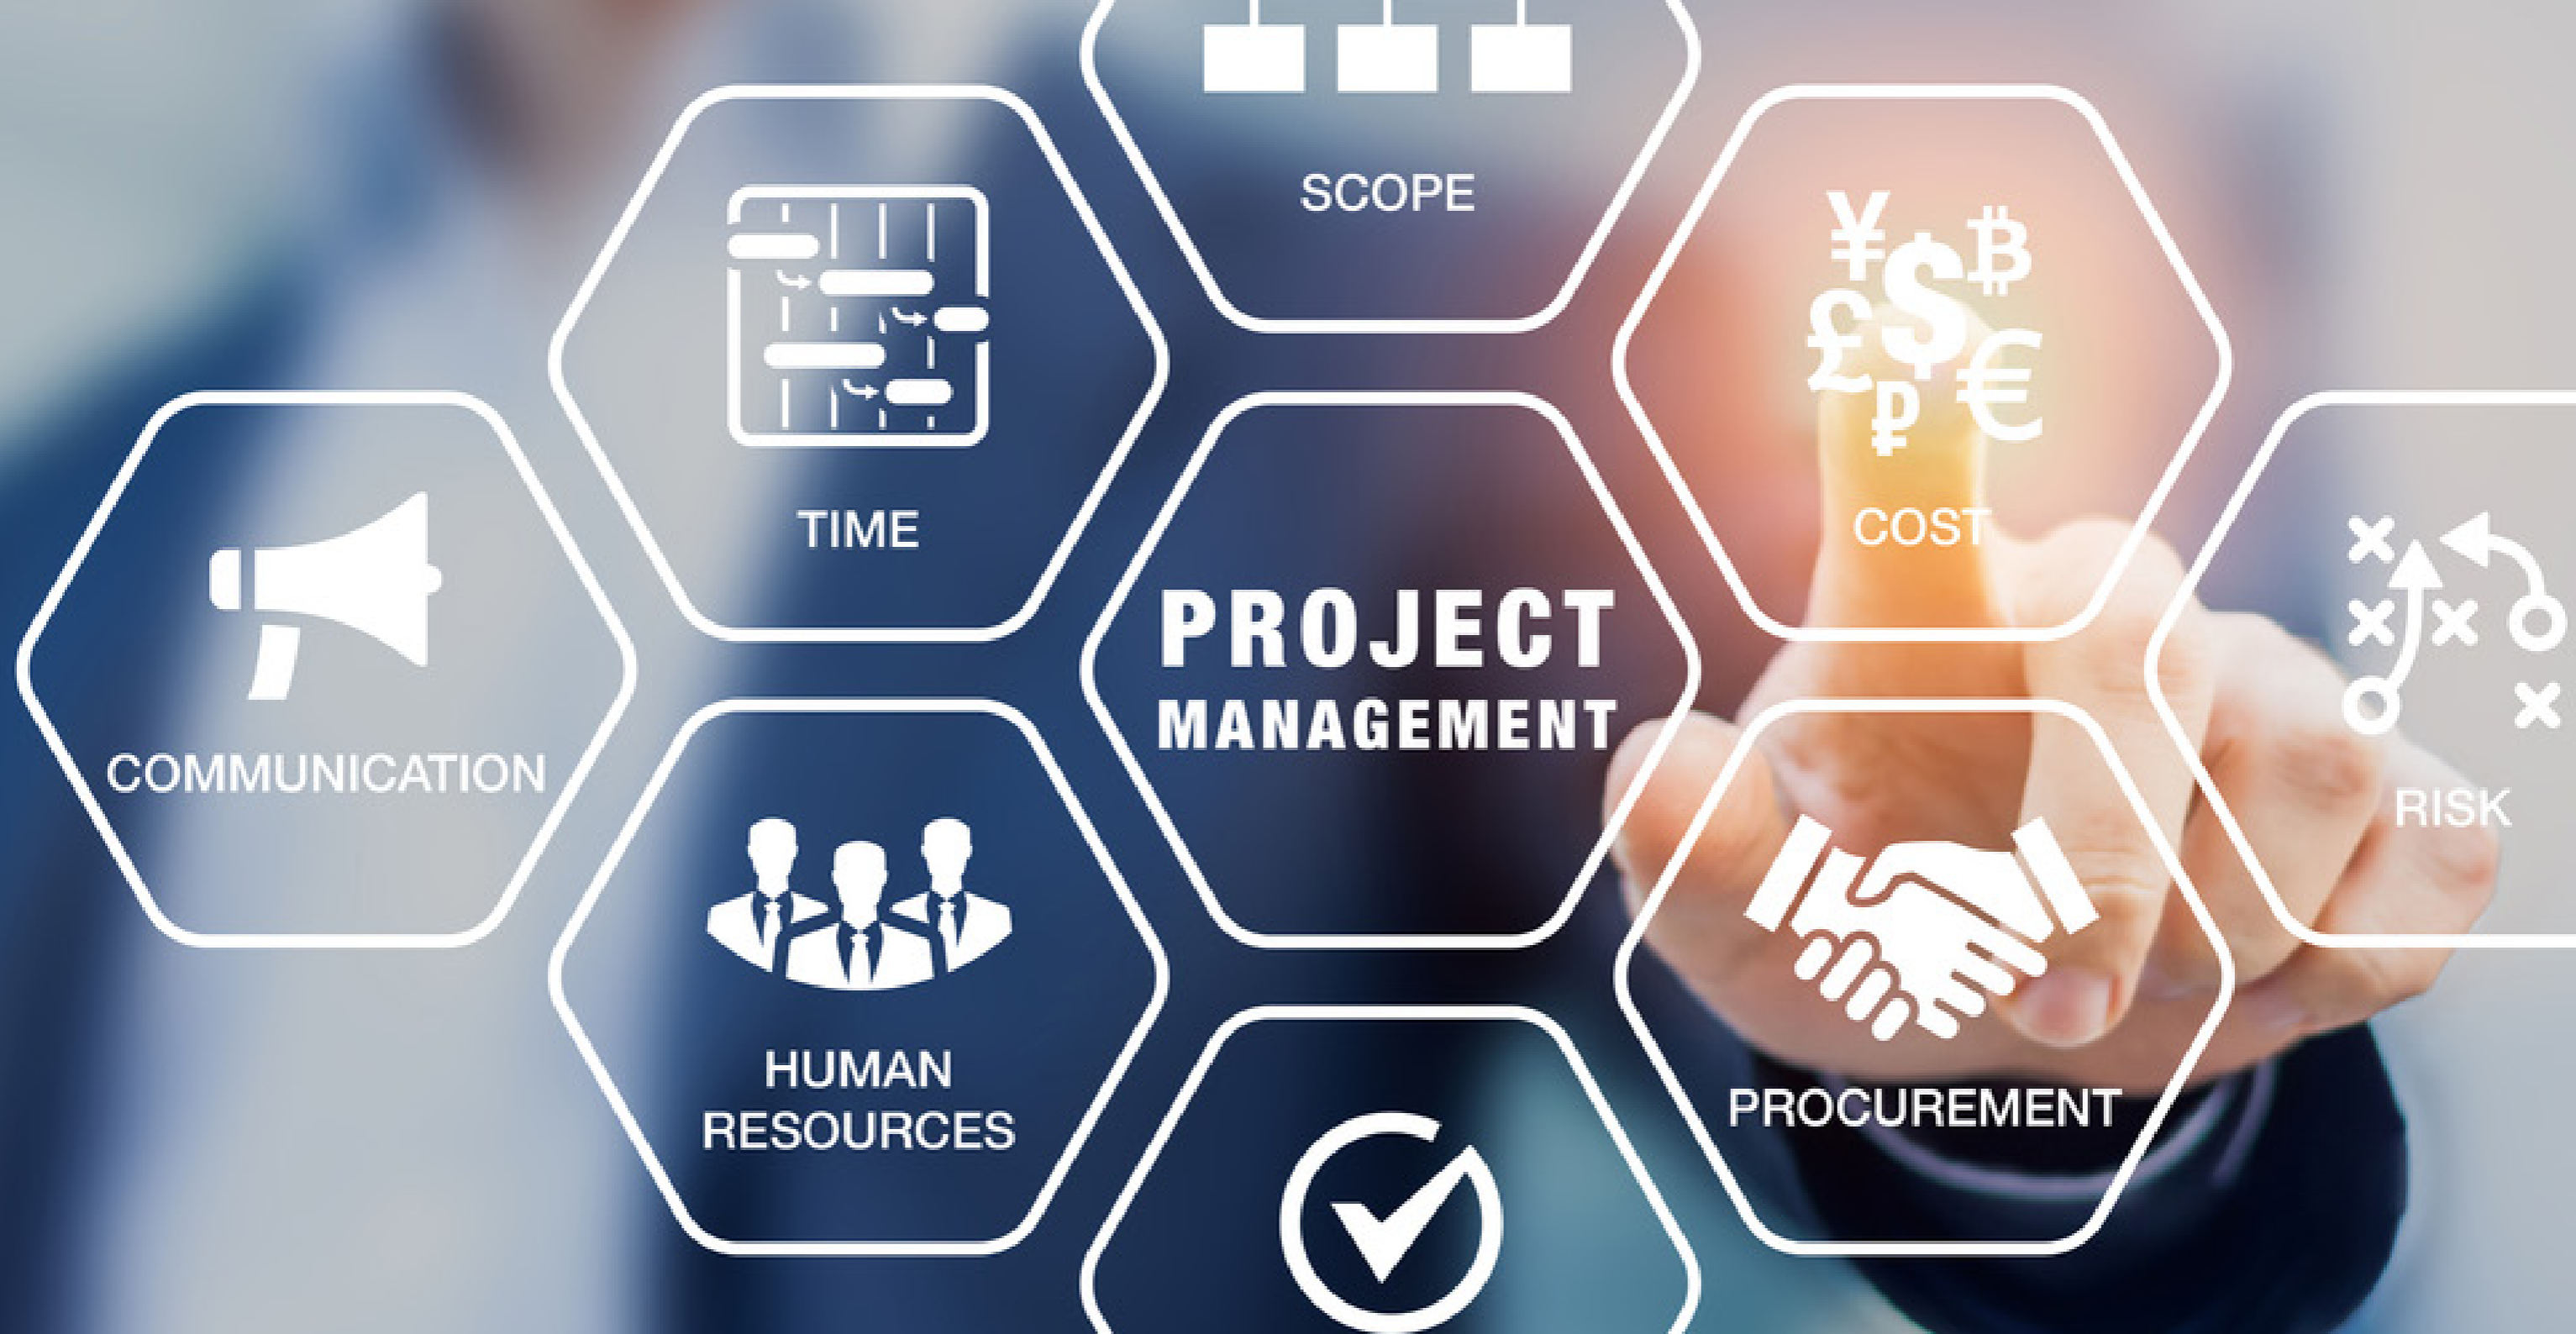 SCOPE
TIME
COST
COMMUNICATION
PROJECT
MANAGEMENT
RISK
HUMAN
RESOURCES
PROCUREMENT